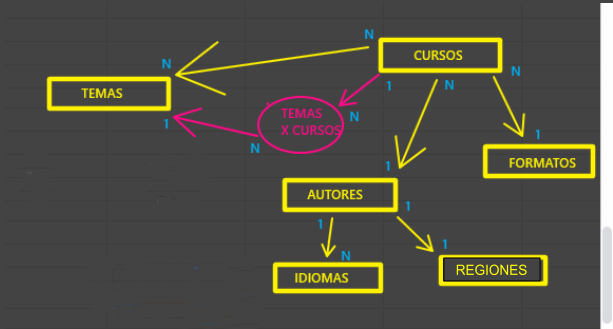 CURSOS
N
N
N
TEMAS
1
N
1
TEMAS
X CURSOS
N
1
N
1
FORMATOS
1
AUTORES
1
1
1
N
REGIONES
IDIOMAS